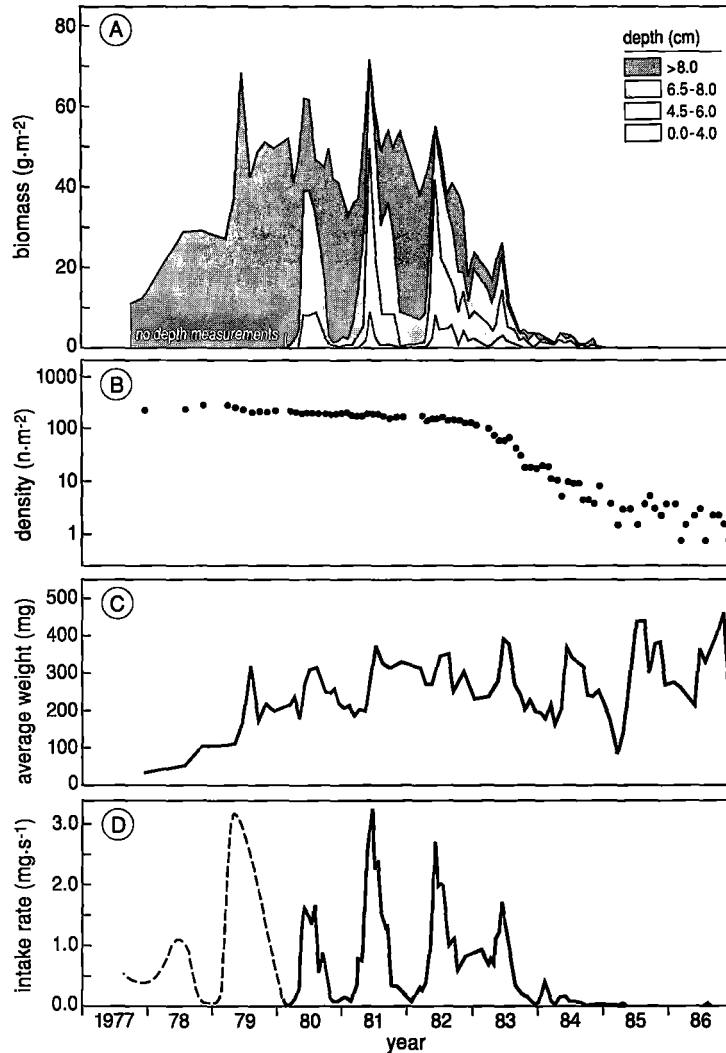 A
80
60
40
20
0
biomass (g·m-²)
depth (cm)
>8.0
6.5-8.0
4.5-6.0
0.0-4.0
no depth measurements
B
1000
100
10
1
density (n·m-²)
C
500
400
300
200
100
0
average weight (mg)
D
3.0
2.0
1.0
0.0
intake rate (mg·s-¹)
1977 78 79 80 81 82 83 84 85 86
year